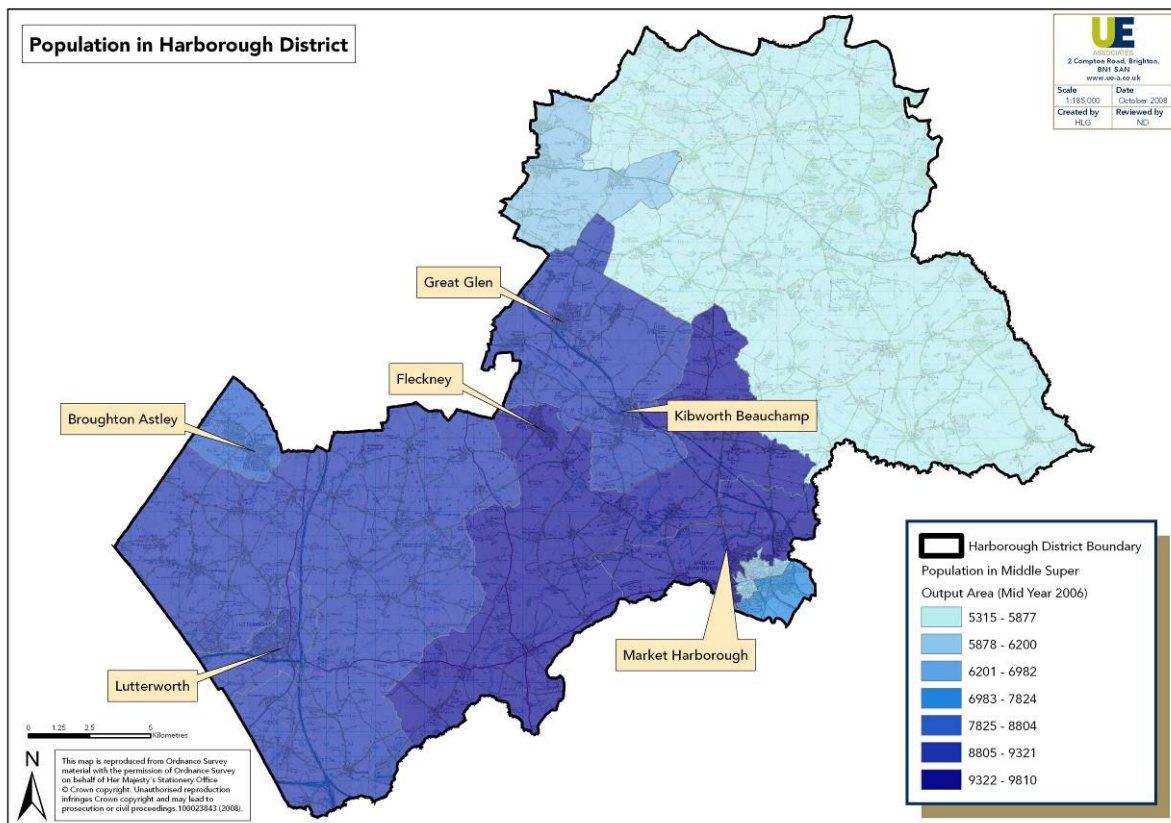 Population in Harborough District
UE
ASSOCIATES
2 Compton Road, Brighton,
BN1 5AN
www.ue-a.co.uk
Scale
1:185,000
Date
October 2008
Created by
HLG
Reviewed by
ND
Great Glen
Fleckney
Broughton Astley
Kibworth Beauchamp
Market Harborough
Lutterworth
Harborough District Boundary
Population in Middle Super
Output Area (Mid Year 2006)
5315 - 5877
5878 - 6200
6201 - 6982
6983 - 7824
7825 - 8804
8805 - 9321
9322 - 9810
0 1.25 2.5 5
Kilometres
N
This map is reproduced from Ordnance Survey
material with the permission of Ordnance Survey
on behalf of Her Majesty's Stationery Office
© Crown copyright. Unauthorised reproduction
infringes Crown copyright and may lead to
prosecution or civil proceedings.100023843 (2008).